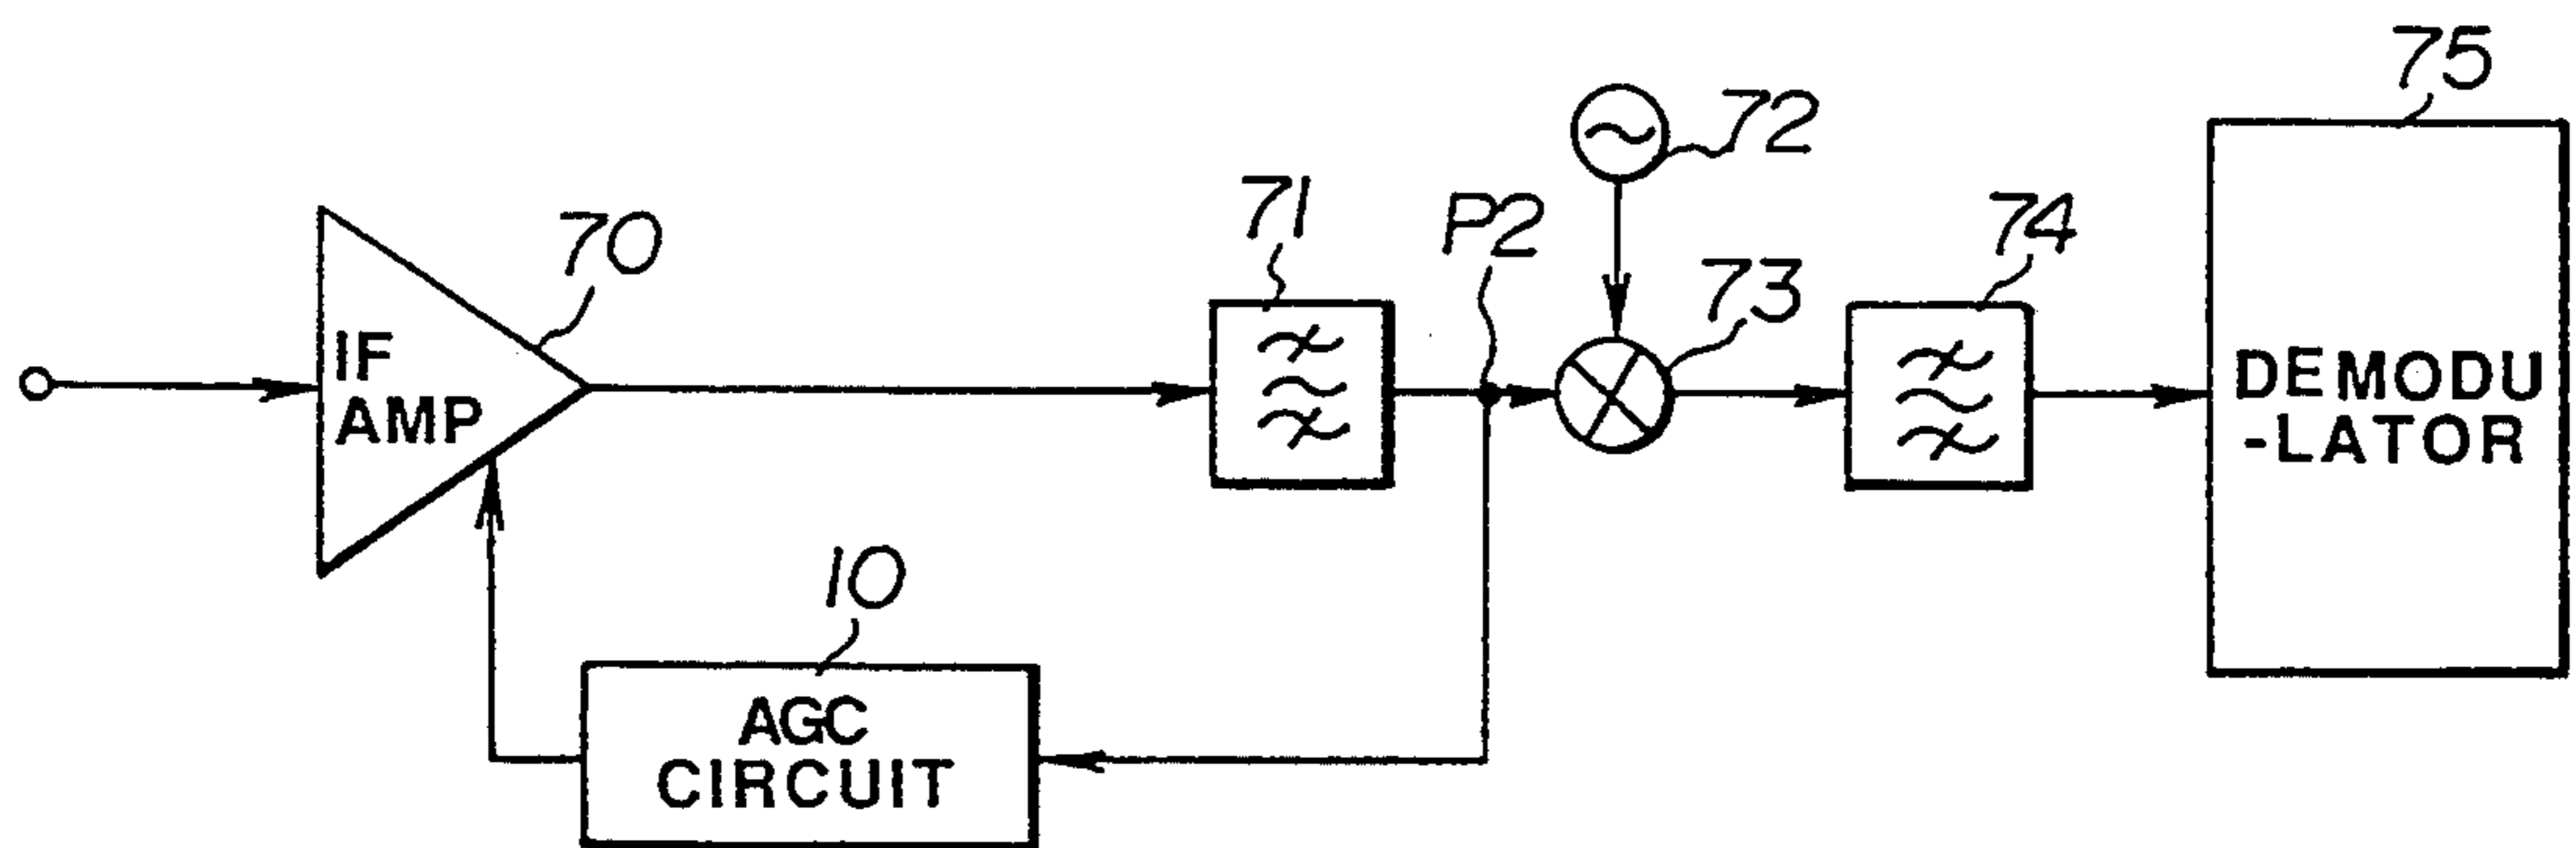 75
72
71
P2
74
70
73
IF
AMP
DEMODU
-LATOR
10
AGC
CIRCUIT